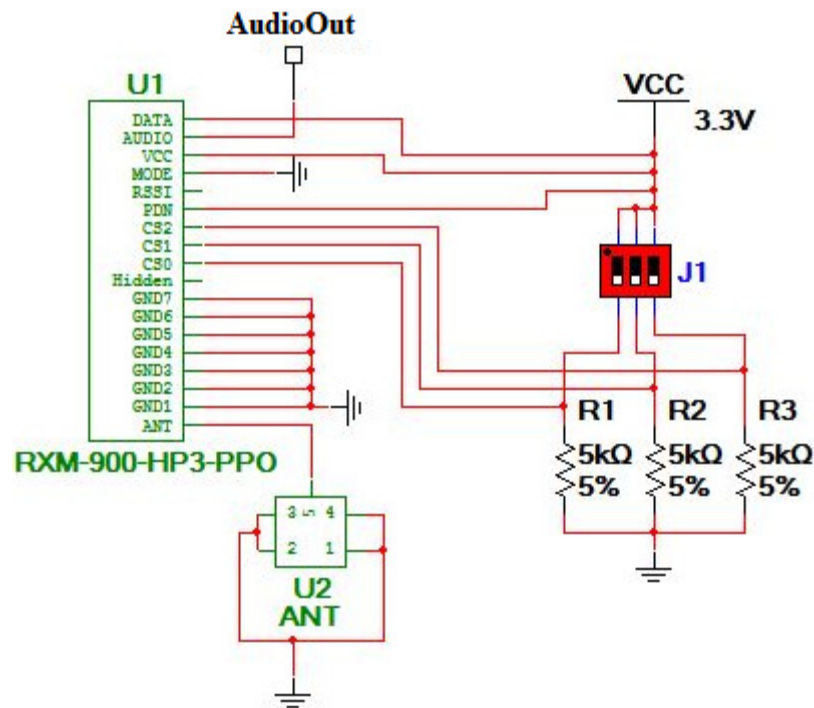 AudioOut
U1
DATA
AUDIO
VCC
MODE
RSSI
PDN
CS2
CS1
CS0
Hidden
GND7
GND6
GND5
GND4
GND3
GND2
GND1
ANT
RXM-900-HP3-PPO
VCC
3.3V
J1
R1
5kΩ
5%
R2
5kΩ
5%
R3
5kΩ
5%
3 5 4
2 1
U2
ANT